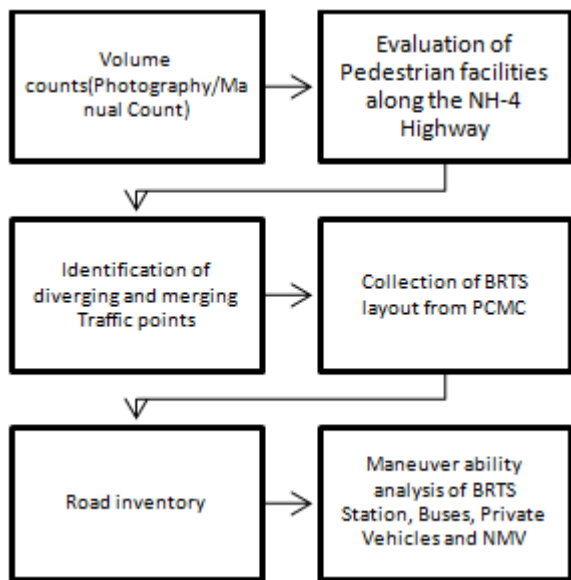 Volume
counts(Photography/Ma
nual Count)
Evaluation of
Pedestrian facilities
along the NH-4
Highway
Identification of
diverging and merging
Traffic points
Collection of BRTS
layout from PCMC
Road inventory
Maneuver ability
analysis of BRTS
Station, Buses, Private
Vehicles and NMV